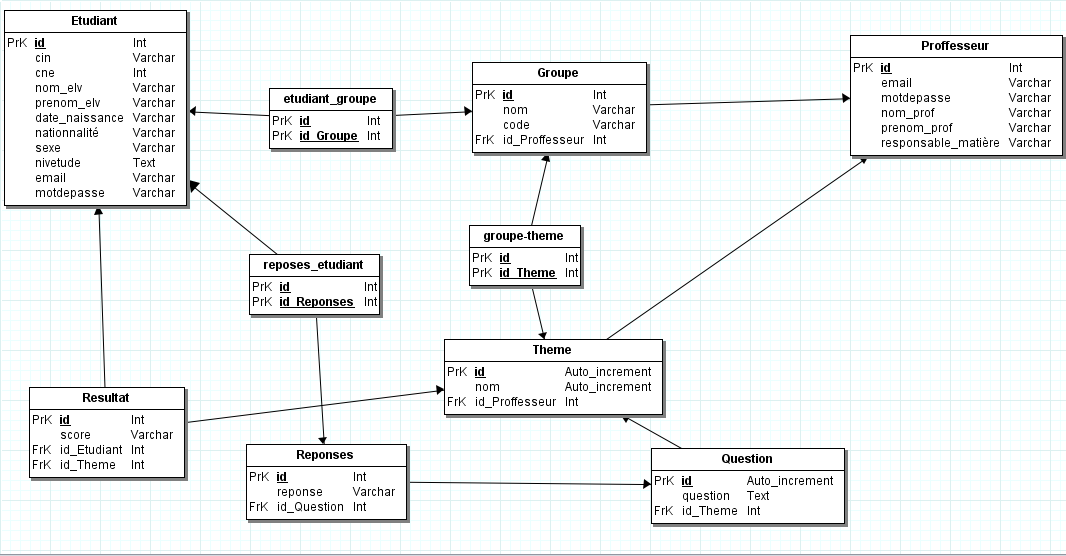 Etudiant
PrK id Int
cin Varchar
cne Int
nom_elv Varchar
prenom_elv Varchar
date_naissance Varchar
nationnalité Varchar
sexe Varchar
nivetude Text
email Varchar
motdepasse Varchar
etudiant_groupe
PrK id Int
PrK id_Groupe Int
Groupe
PrK id Int
nom Varchar
code Varchar
FrK id_Proffesseur Int
Proffesseur
PrK id Int
email Varchar
motdepasse Varchar
nom_prof Varchar
prenom_prof Varchar
responsable_matière Varchar
groupe-theme
PrK id Int
PrK id_Theme Int
reposes_etudiant
PrK id Int
PrK id_Reponses Int
Theme
PrK id Auto_increment
nom Auto_increment
FrK id_Proffesseur Int
Resultat
PrK id Int
score Varchar
FrK id_Etudiant Int
FrK id_Theme Int
Reponses
PrK id Int
reponse Varchar
FrK id_Question Int
Question
PrK id Auto_increment
question Text
FrK id_Theme Int